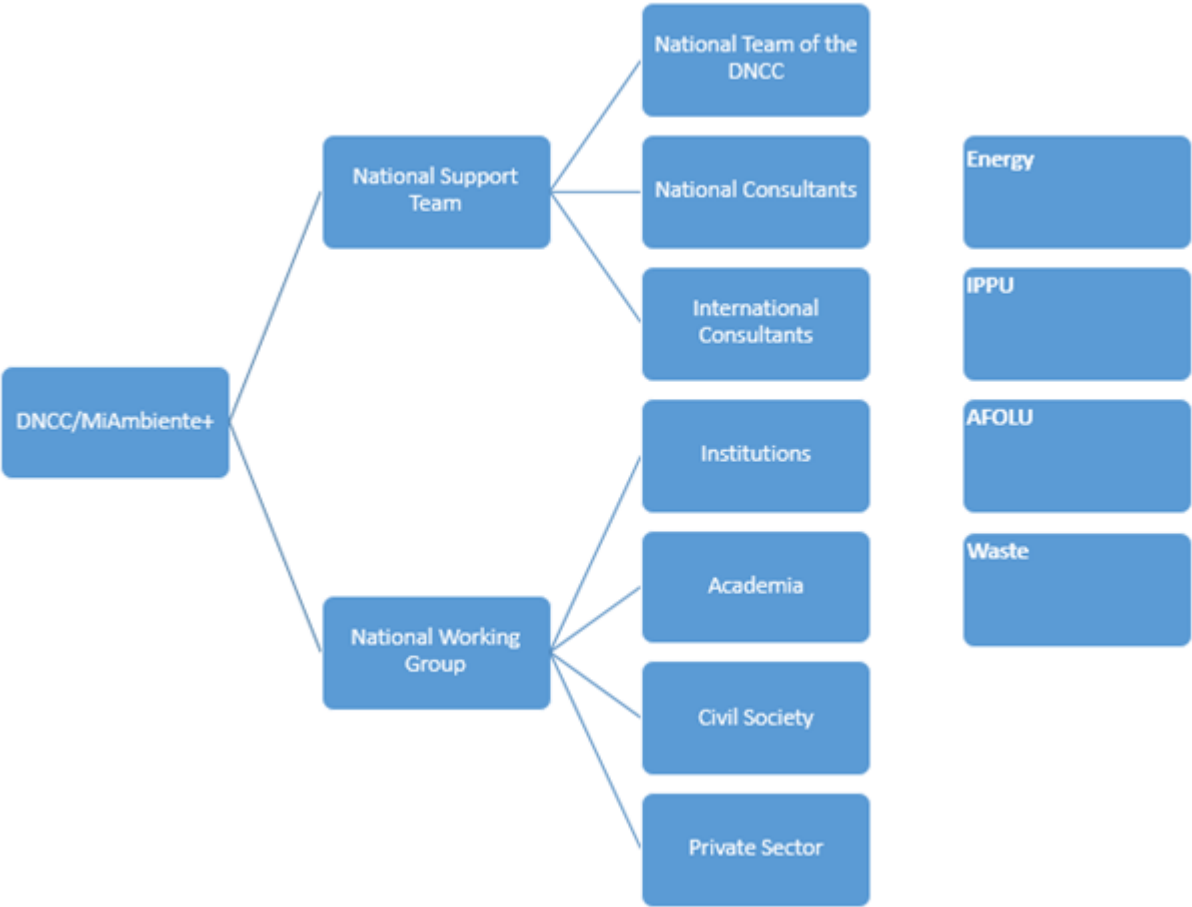 DNCC/MiAmbiente+
National Support
Team
National Working
Group
National Team of the
DNCC
National Consultants
International
Consultants
Institutions
Academia
Civil Society
Private Sector
Energy
IPPU
AFOLU
Waste